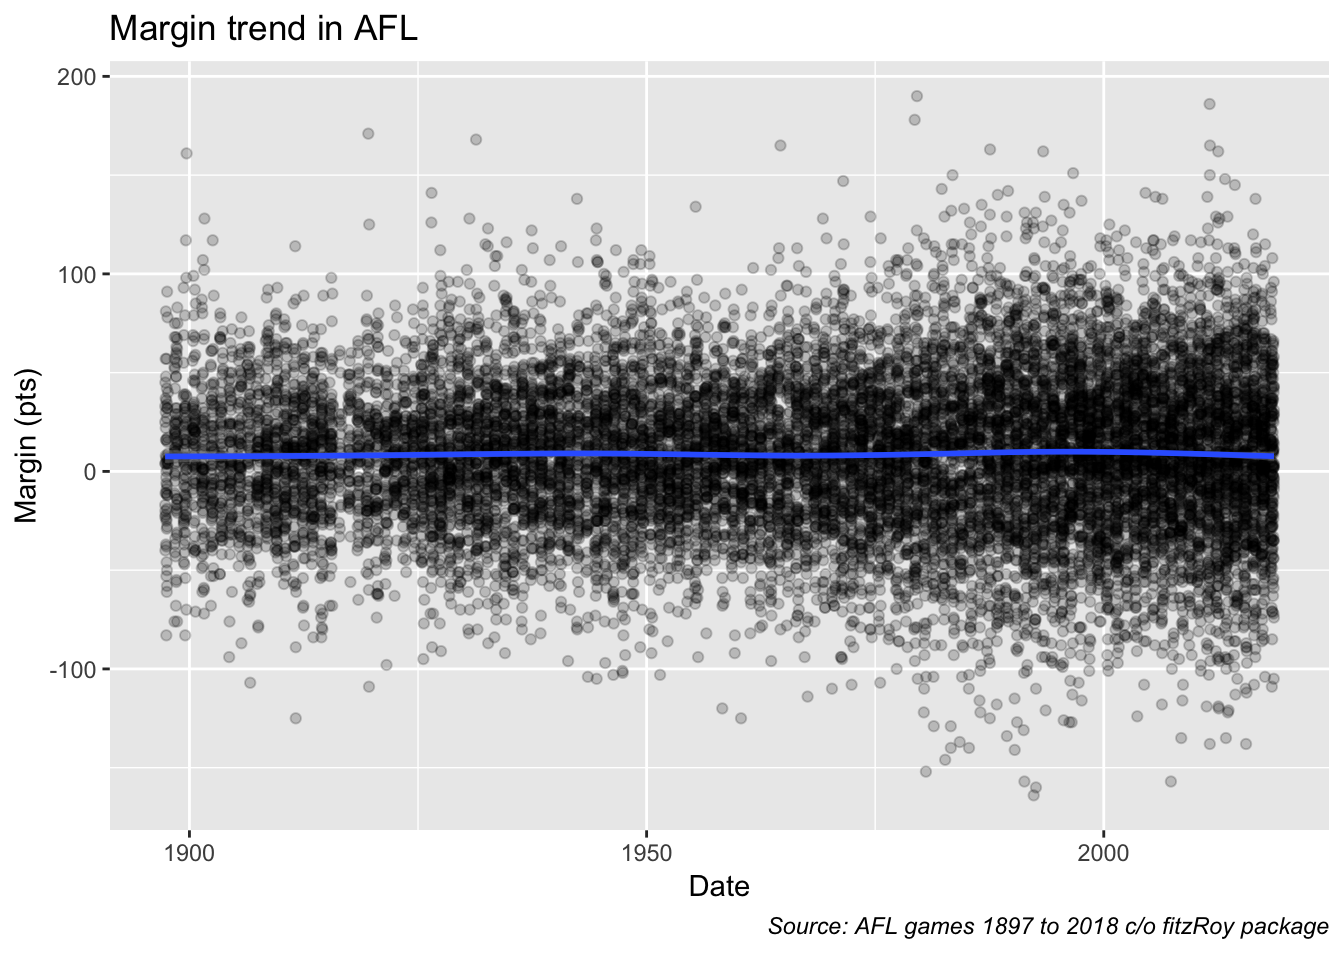 Margin trend in AFL
200
100
0
-100
Margin (pts)
1900
1950
2000
Date
Source: AFL games 1897 to 2018 c/o fitzRoy package